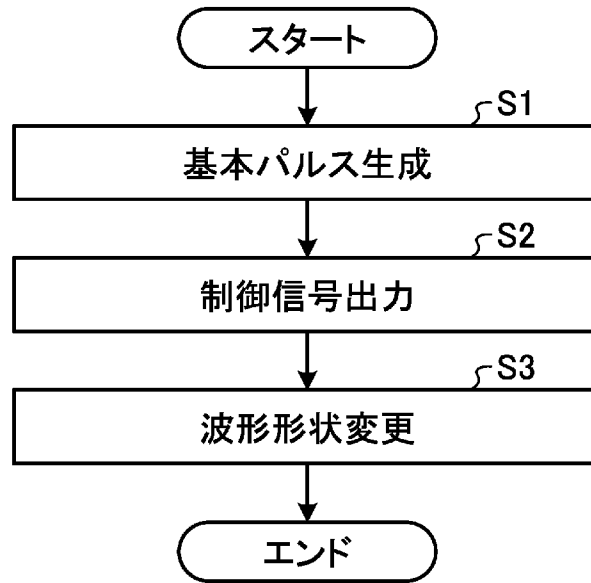 スタート
S1
基本パルス生成
S2
制御信号出力
S3
波形形状変更
エンド